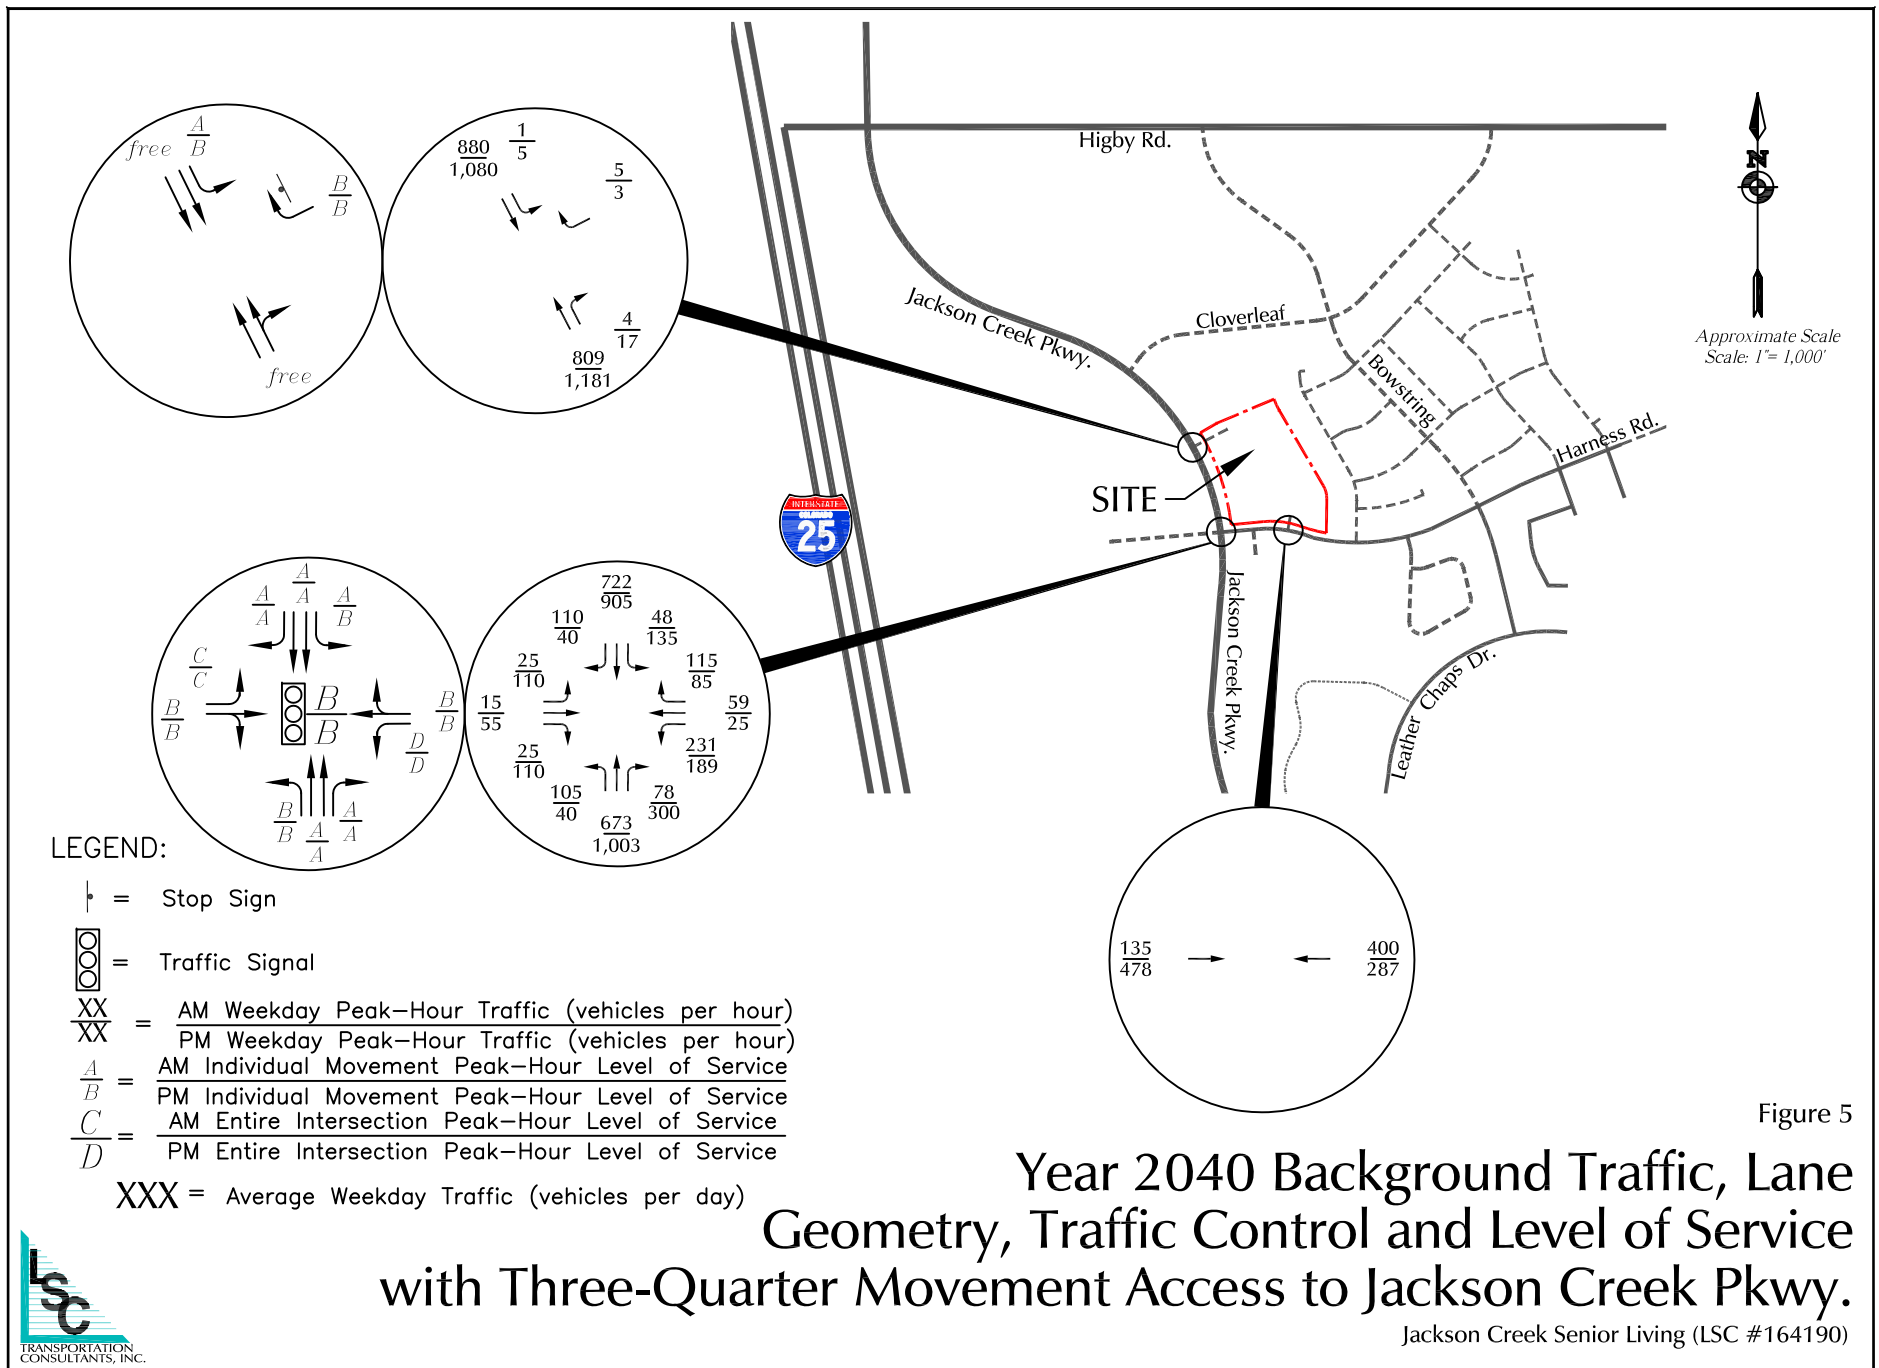 A
free B
B
B
free
880
1,080
1
5
5
3
4
17
809
1,181
Higby Rd.
Jackson Creek Pkwy.
Cloverleaf
Bowstring
Harness Rd.
SITE
Jackson Creek Pkwy.
Leather Chaps Dr.
INTERSTATE
25
N
Approximate Scale
Scale: 1"= 1,000'
A
A
A
A
A
B
C
C
B
B
B
B
B
B
D
D
B
B
A
A
A
A
722
905
110
40
48
135
25
110
115
85
15
55
59
25
25
110
231
189
105
40
78
300
673
1,003
135
478
400
287
LEGEND:
= Stop Sign
= Traffic Signal
XX
XX
=
AM Weekday Peak-Hour Traffic (vehicles per hour)
PM Weekday Peak-Hour Traffic (vehicles per hour)
A
B
=
AM Individual Movement Peak-Hour Level of Service
PM Individual Movement Peak-Hour Level of Service
C
D
=
AM Entire Intersection Peak-Hour Level of Service
PM Entire Intersection Peak-Hour Level of Service
XXX = Average Weekday Traffic (vehicles per day)
Figure 5
Year 2040 Background Traffic, Lane
Geometry, Traffic Control and Level of Service
with Three-Quarter Movement Access to Jackson Creek Pkwy.
Jackson Creek Senior Living (LSC #164190)
LSC
TRANSPORTATION
CONSULTANTS, INC.